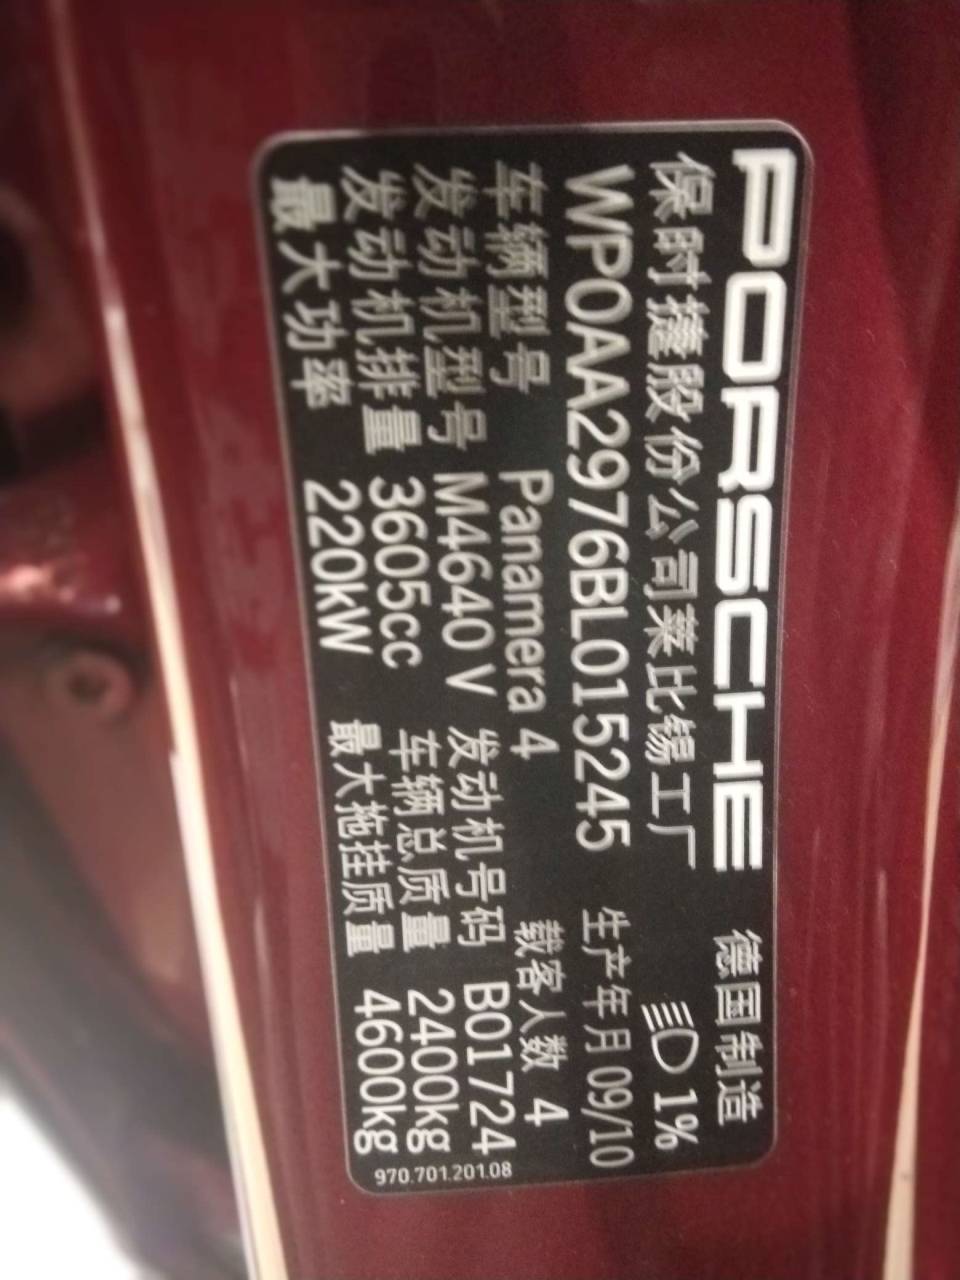 PORSCHE 德国制造
保时捷股份公司莱比锡工厂 1%
WP0AA2976BL015245 生产年月 09/10
车辆型号 Panamera 4 载客人数 4
发动机型号 M4640 V 发动机号码 B01724
发动机排量 3605cc 车辆总质量 2400kg
最大功率 220kW 最大拖挂质量 4600kg
970.701.201.08